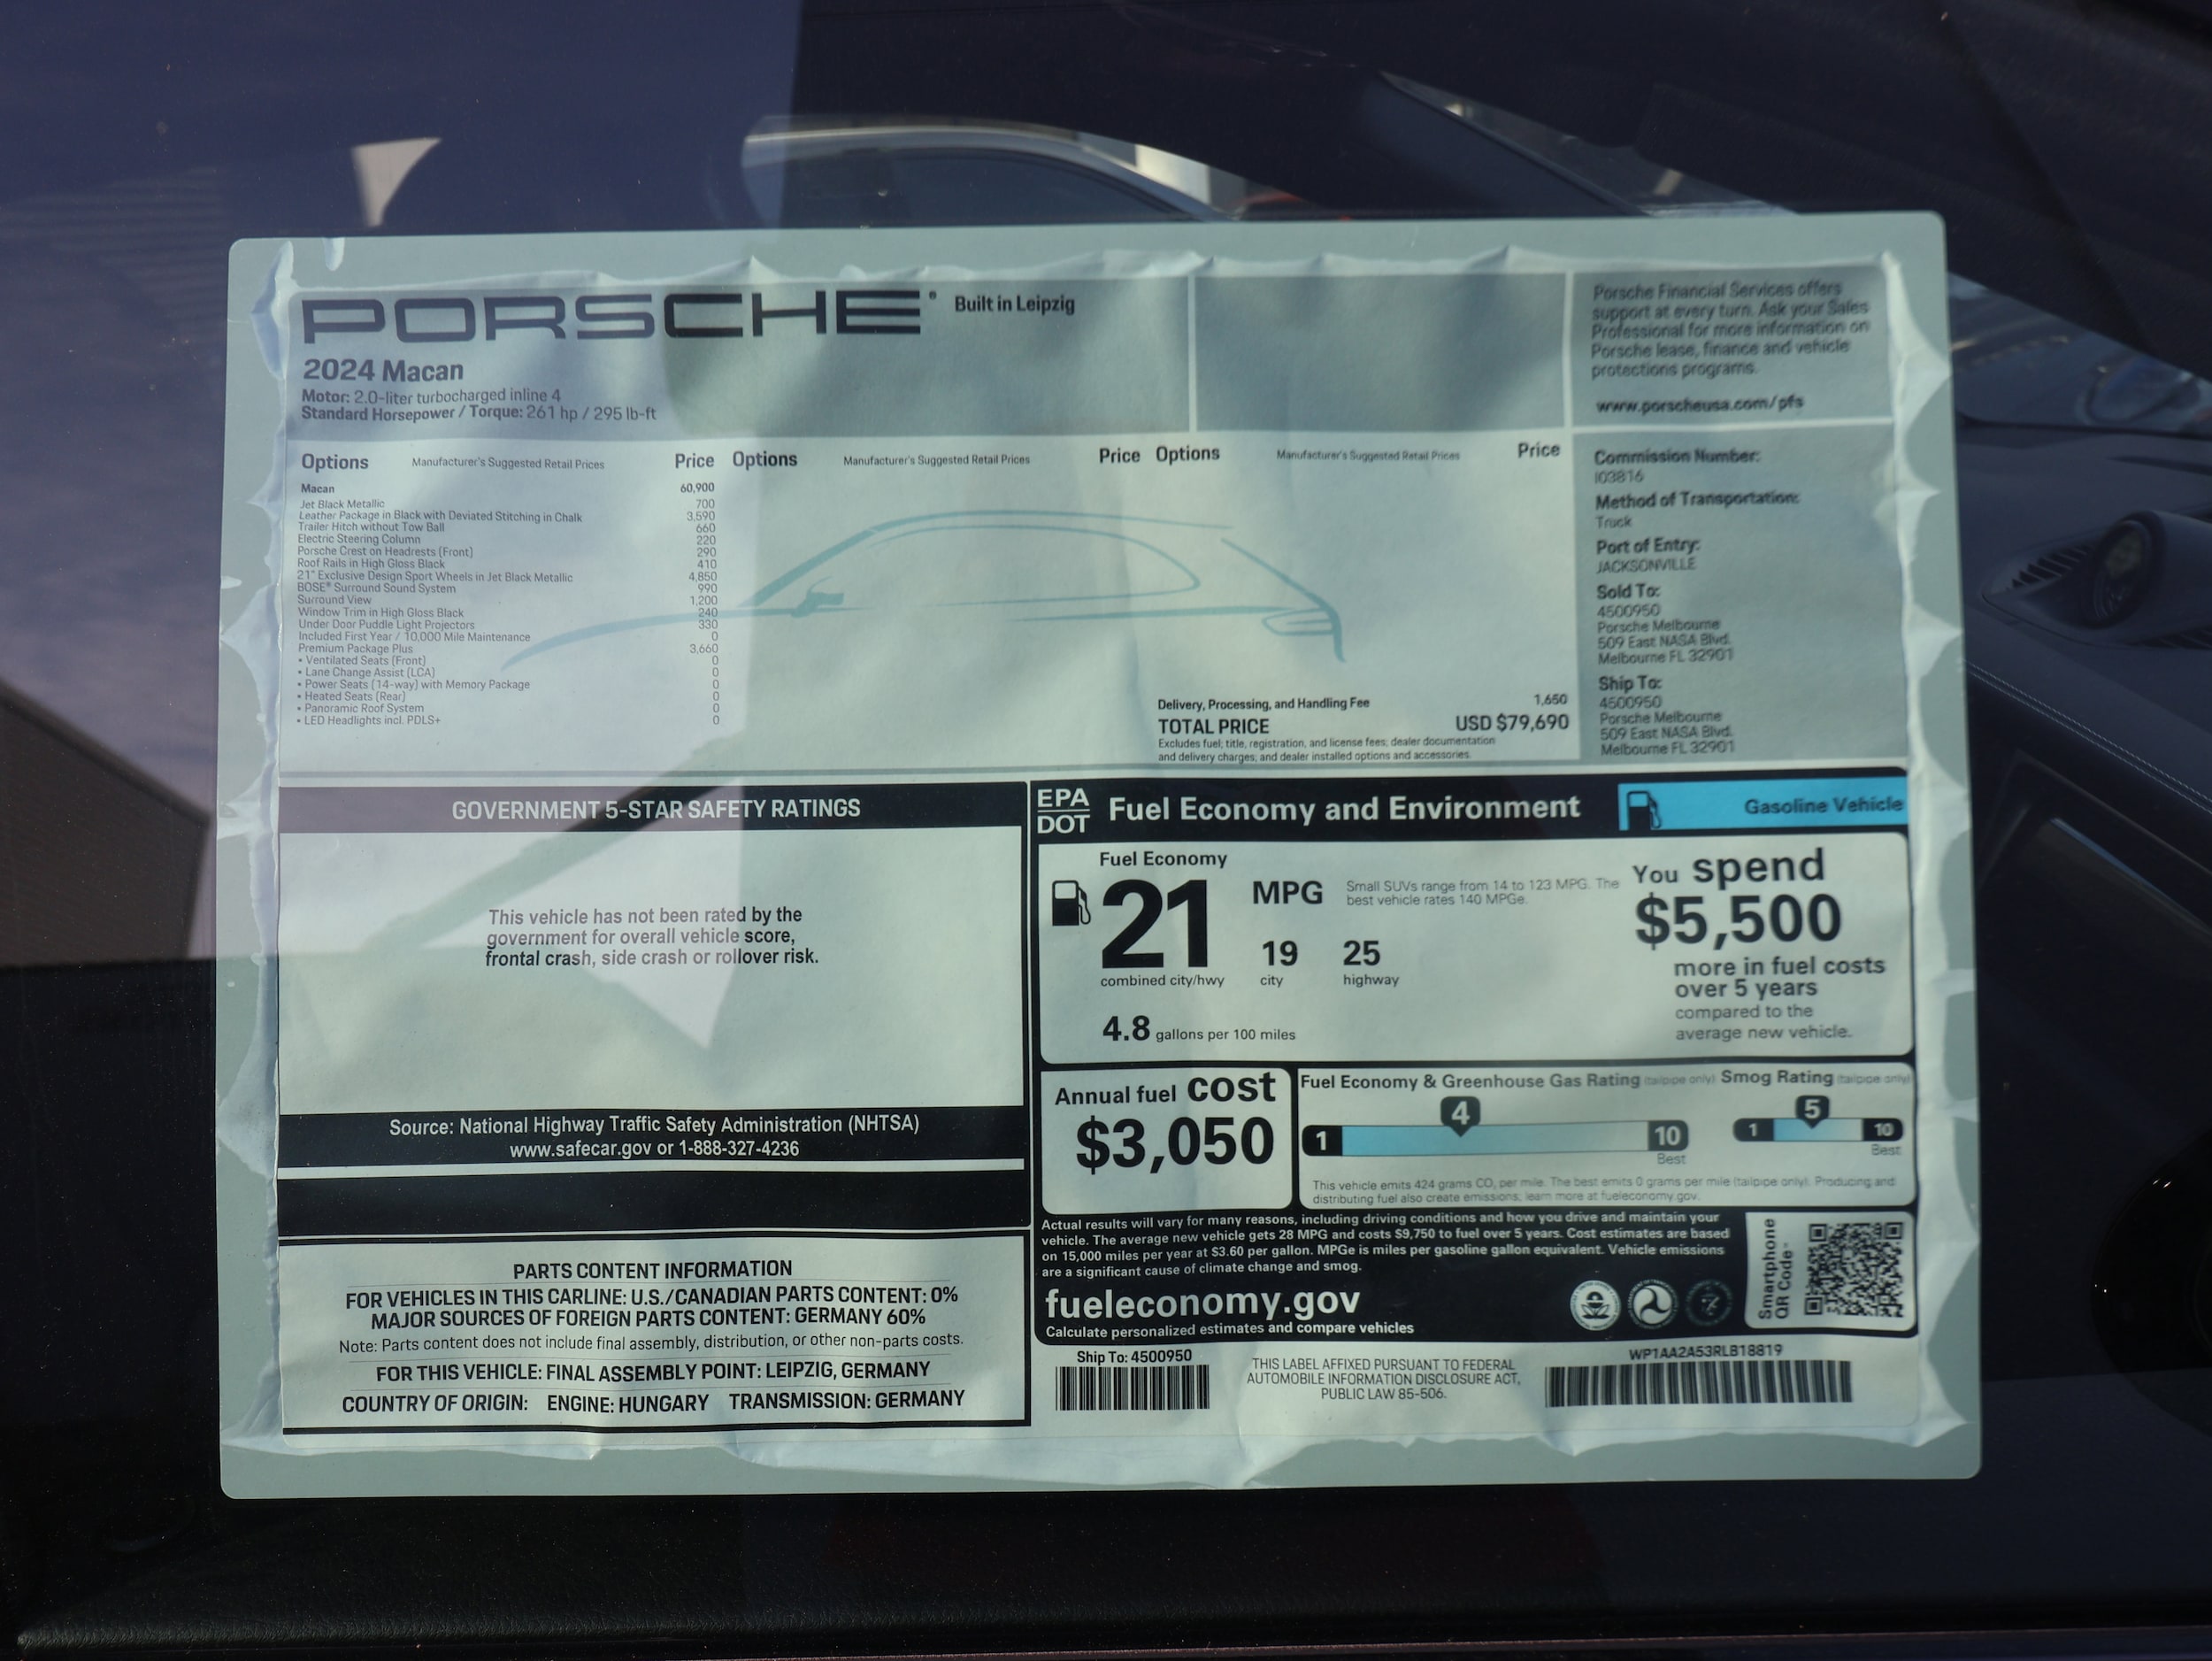 PORSCHE® Built in Leipzig
2024 Macan
Motor: 2.0-liter turbocharged inline 4
Standard Horsepower / Torque: 261 hp / 295 lb-ft
Porsche Financial Services offers
support at every turn. Ask your Sales
Professional for more information on
Porsche lease, finance and vehicle
protections programs.
www.porscheusa.com/pfs
Options Manufacturer's Suggested Retail Prices Price Options Manufacturer's Suggested Retail Prices Price Options Manufacturer's Suggested Retail Prices Price
Macan 60,900
Jet Black Metallic 700
Leather Package in Black with Deviated Stitching in Chalk 3,590
Trailer Hitch without Tow Ball 660
Electric Steering Column 220
Porsche Crest on Headrests (Front) 290
Roof Rails in High Gloss Black 410
21" Exclusive Design Sport Wheels in Jet Black Metallic 4,850
BOSE® Surround Sound System 990
Surround View 1,200
Window Trim in High Gloss Black 240
Under Door Puddle Light Projectors 330
Included First Year / 10,000 Mile Maintenance 0
Premium Package Plus 3,660
• Ventilated Seats (Front) 0
• Lane Change Assist (LCA) 0
• Power Seats (14-way) with Memory Package 0
• Heated Seats (Rear) 0
• Panoramic Roof System 0
• LED Headlights incl. PDLS+ 0
Delivery, Processing, and Handling Fee 1,650
TOTAL PRICE USD $79,690
Excludes fuel; title, registration, and license fees; dealer documentation
and delivery charges; and dealer installed options and accessories.
Commission Number:
I03816
Method of Transportation:
Truck
Port of Entry:
JACKSONVILLE
Sold To:
4500950
Porsche Melbourne
509 East NASA Blvd.
Melbourne FL 32901
Ship To:
4500950
Porsche Melbourne
509 East NASA Blvd.
Melbourne FL 32901
GOVERNMENT 5-STAR SAFETY RATINGS
This vehicle has not been rated by the
government for overall vehicle score,
frontal crash, side crash or rollover risk.
Source: National Highway Traffic Safety Administration (NHTSA)
www.safecar.gov or 1-888-327-4236
PARTS CONTENT INFORMATION
FOR VEHICLES IN THIS CARLINE: U.S./CANADIAN PARTS CONTENT: 0%
MAJOR SOURCES OF FOREIGN PARTS CONTENT: GERMANY 60%
Note: Parts content does not include final assembly, distribution, or other non-parts costs.
FOR THIS VEHICLE: FINAL ASSEMBLY POINT: LEIPZIG, GERMANY
COUNTRY OF ORIGIN: ENGINE: HUNGARY TRANSMISSION: GERMANY
EPA
DOT
Fuel Economy and Environment
Gasoline Vehicle
Fuel Economy
21 MPG
combined city/hwy
19
city
25
highway
Small SUVs range from 14 to 123 MPG. The
best vehicle rates 140 MPGe.
4.8 gallons per 100 miles
You spend
$5,500
more in fuel costs
over 5 years
compared to the
average new vehicle.
Annual fuel cost
$3,050
Fuel Economy & Greenhouse Gas Rating (tailpipe only)
4
1 10
Best
Smog Rating (tailpipe only)
5
1 10
Best
This vehicle emits 424 grams CO2 per mile. The best emits 0 grams per mile (tailpipe only). Producing and
distributing fuel also create emissions; learn more at fueleconomy.gov.
Actual results will vary for many reasons, including driving conditions and how you drive and maintain your
vehicle. The average new vehicle gets 28 MPG and costs $9,750 to fuel over 5 years. Cost estimates are based
on 15,000 miles per year at $3.60 per gallon. MPGe is miles per gasoline gallon equivalent. Vehicle emissions
are a significant cause of climate change and smog.
fueleconomy.gov
Calculate personalized estimates and compare vehicles
Smartphone
QR Code™
Ship To: 4500950
THIS LABEL AFFIXED PURSUANT TO FEDERAL
AUTOMOBILE INFORMATION DISCLOSURE ACT,
PUBLIC LAW 85-506.
WP1AA2A53RLB18819